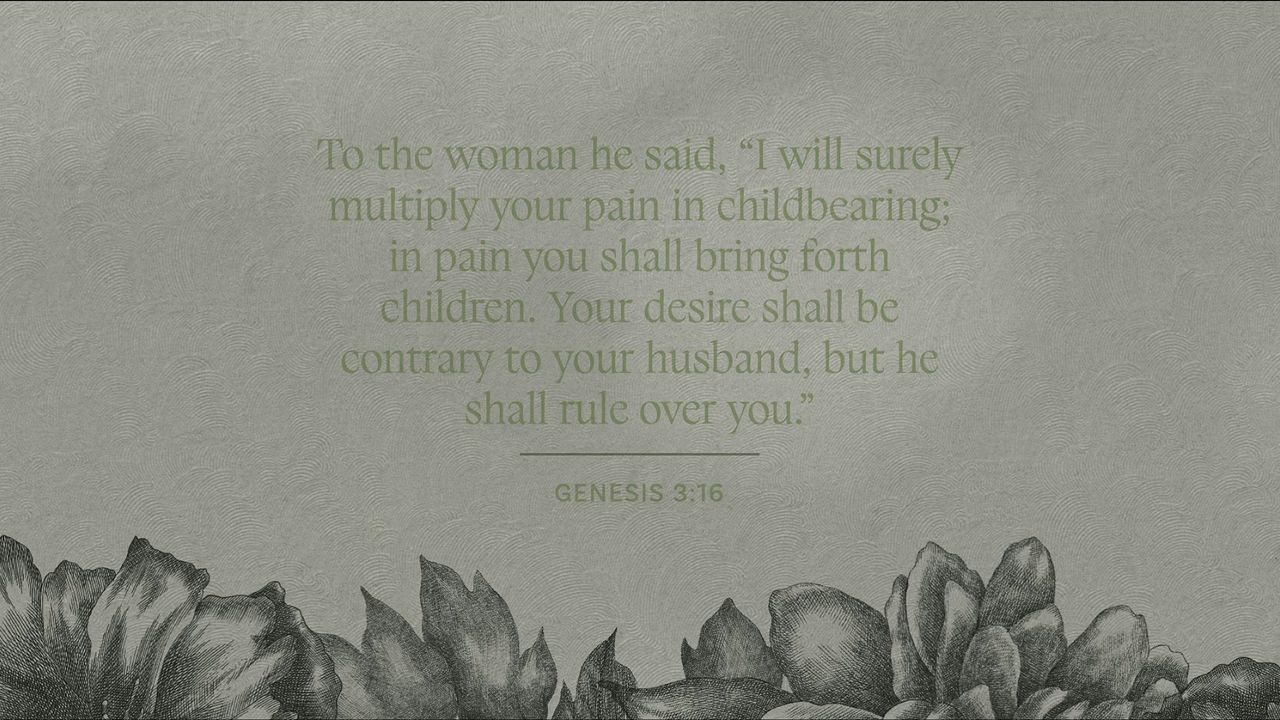 To the woman he said, “I will surely
multiply your pain in childbearing;
in pain you shall bring forth
children. Your desire shall be
contrary to your husband, but he
shall rule over you.”
GENESIS 3:16